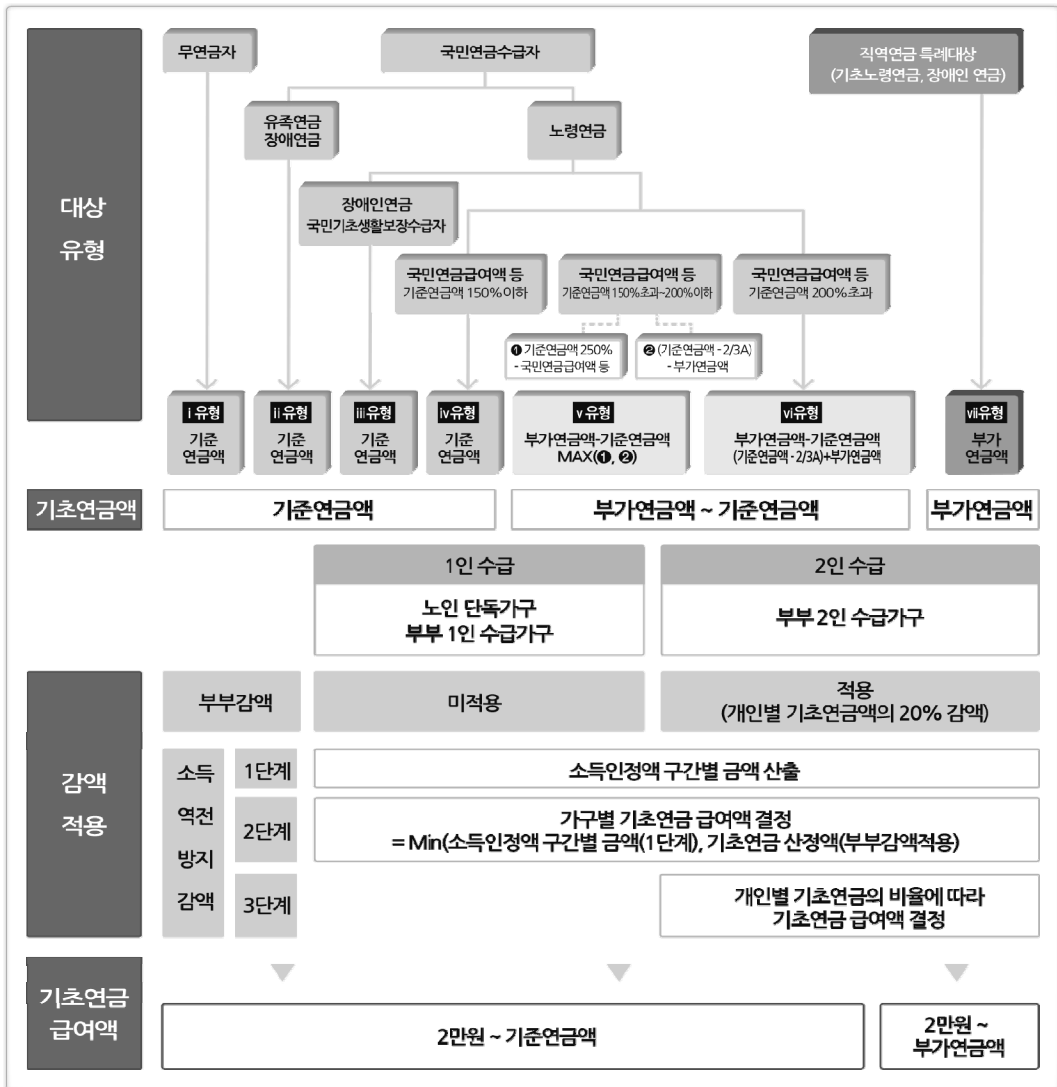 대상
유형
무연금자
국민연금수급자
직역연금 특례대상
(기초노령연금, 장애인 연금)
유족연금
장애연금
노령연금
장애인연금
국민기초생활보장수급자
국민연금급여액 등
기준연금액 150%이하
국민연금급여액 등
기준연금액 150%초과~200%이하
국민연금급여액 등
기준연금액 200%초과
❶ 기준연금액 250%
- 국민연금급여액 등
❷ (기준연금액 - 2/3A)
- 부가연금액
i 유형
기준
연금액
ii 유형
기준
연금액
iii유형
기준
연금액
iv유형
기준
연금액
v 유형
부가연금액-기준연금액
MAX(❶, ❷)
vi유형
부가연금액-기준연금액
(기준연금액 - 2/3A)+부가연금액
vii유형
부가
연금액
기초연금액
기준연금액
부가연금액 ~ 기준연금액
부가연금액
1인 수급
노인 단독가구
부부 1인 수급가구
2인 수급
부부 2인 수급가구
감액
적용
부부감액
미적용
적용
(개인별 기초연금액의 20% 감액)
소득
역전
방지
감액
1단계
소득인정액 구간별 금액 산출
2단계
가구별 기초연금 급여액 결정
= Min(소득인정액 구간별 금액(1단계), 기초연금 산정액(부부감액적용)
3단계
개인별 기초연금의 비율에 따라
기초연금 급여액 결정
기초연금
급여액
2만원 ~ 기준연금액
2만원 ~
부가연금액